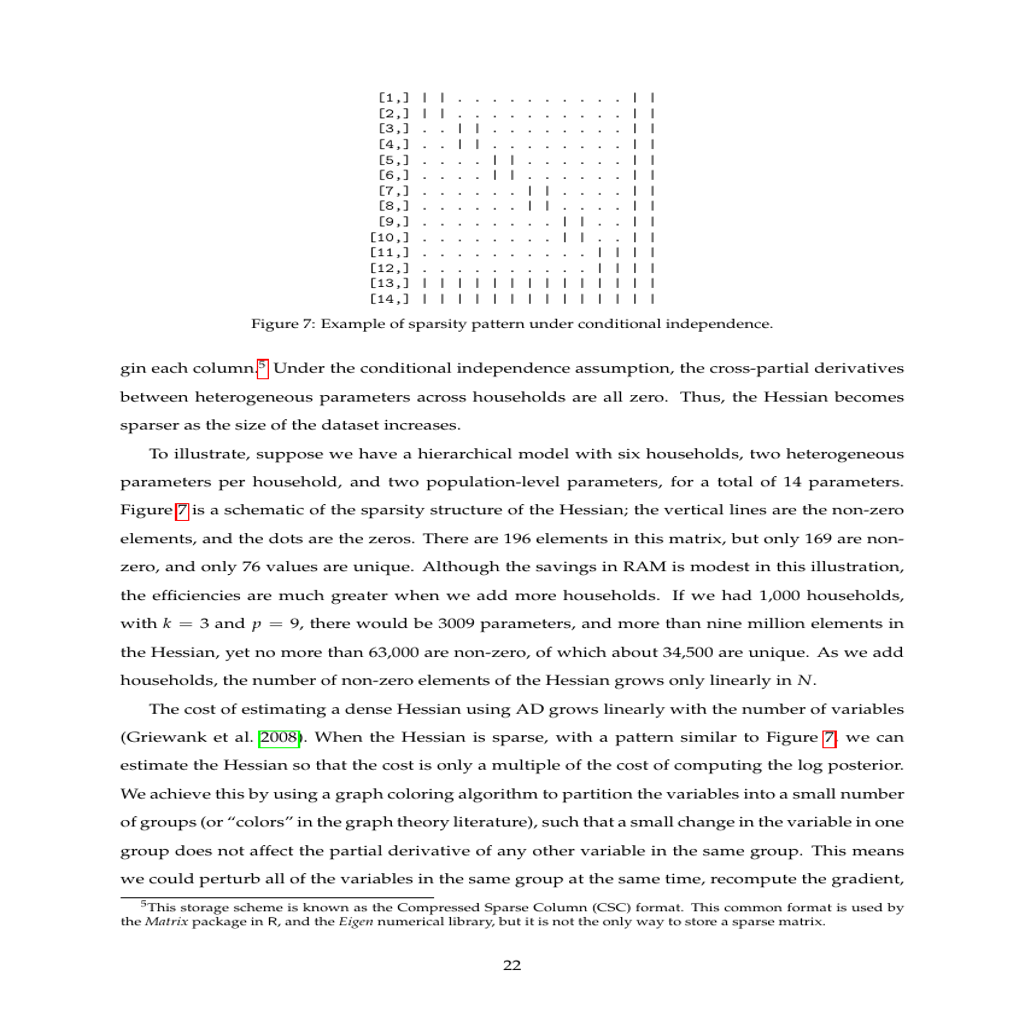 [1,] | | . . . . . . . . . . | |
[2,] | | . . . . . . . . . . | |
[3,] . . | | . . . . . . . . | |
[4,] . . | | . . . . . . . . | |
[5,] . . . . | | . . . . . . | |
[6,] . . . . | | . . . . . . | |
[7,] . . . . . . | | . . . . | |
[8,] . . . . . . | | . . . . | |
[9,] . . . . . . . . | | . . | |
[10,] . . . . . . . . | | . . | |
[11,] . . . . . . . . . . | | | |
[12,] . . . . . . . . . . | | | |
[13,] | | | | | | | | | | | | | |
[14,] | | | | | | | | | | | | | |
Figure 7: Example of sparsity pattern under conditional independence.
gin each column.5 Under the conditional independence assumption, the cross-partial derivatives
between heterogeneous parameters across households are all zero. Thus, the Hessian becomes
sparser as the size of the dataset increases.
To illustrate, suppose we have a hierarchical model with six households, two heterogeneous
parameters per household, and two population-level parameters, for a total of 14 parameters.
Figure 7 is a schematic of the sparsity structure of the Hessian; the vertical lines are the non-zero
elements, and the dots are the zeros. There are 196 elements in this matrix, but only 169 are non-
zero, and only 76 values are unique. Although the savings in RAM is modest in this illustration,
the efficiencies are much greater when we add more households. If we had 1,000 households,
with k = 3 and p = 9, there would be 3009 parameters, and more than nine million elements in
the Hessian, yet no more than 63,000 are non-zero, of which about 34,500 are unique. As we add
households, the number of non-zero elements of the Hessian grows only linearly in N.
The cost of estimating a dense Hessian using AD grows linearly with the number of variables
(Griewank et al. 2008). When the Hessian is sparse, with a pattern similar to Figure 7, we can
estimate the Hessian so that the cost is only a multiple of the cost of computing the log posterior.
We achieve this by using a graph coloring algorithm to partition the variables into a small number
of groups (or “colors” in the graph theory literature), such that a small change in the variable in one
group does not affect the partial derivative of any other variable in the same group. This means
we could perturb all of the variables in the same group at the same time, recompute the gradient,
5This storage scheme is known as the Compressed Sparse Column (CSC) format. This common format is used by
the Matrix package in R, and the Eigen numerical library, but it is not the only way to store a sparse matrix.
22